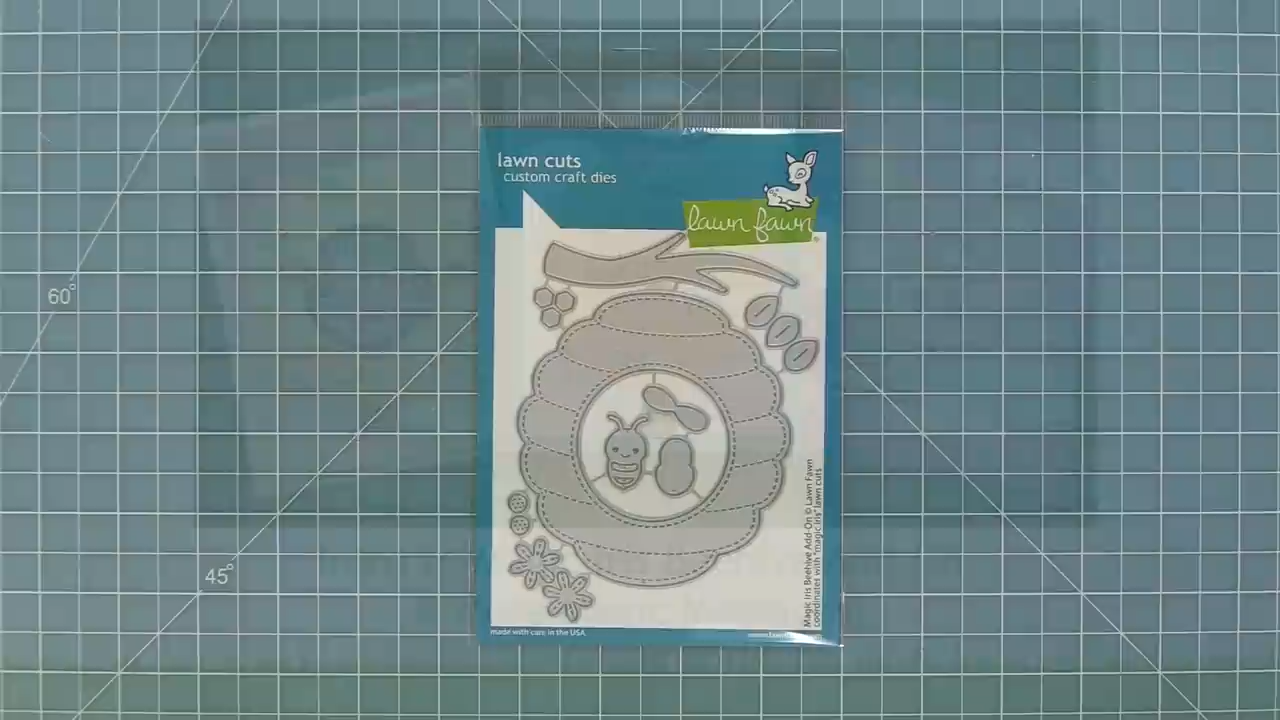 lawn cuts
custom craft dies
lawn fawn
60°
45°
Magic Iris Beehive Add-On © Lawn Fawn
coordinates with "magic iris" lawn cuts
made with care in the USA